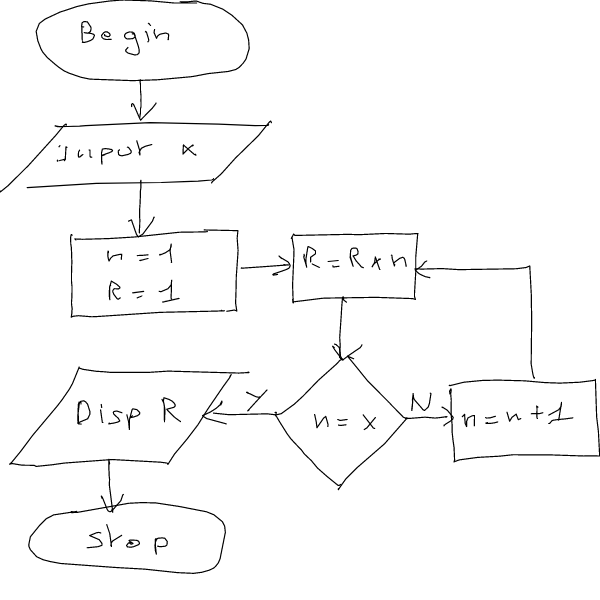 Begin
Input x
n = 1
R = 1
R = R * n
n = x
Y
N
n = n + 1
Disp R
Stop